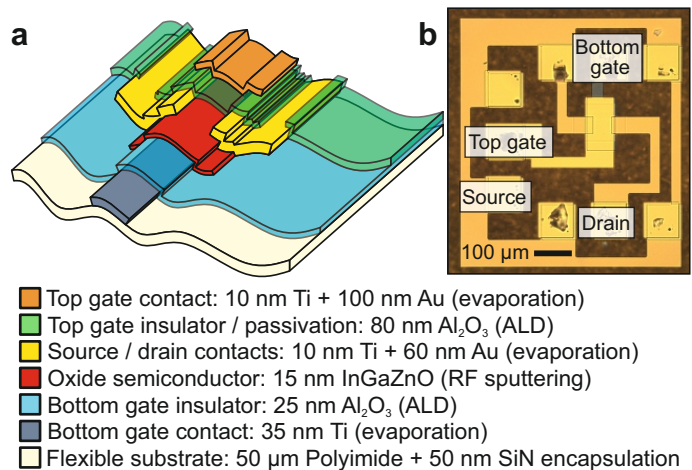 a
b
Bottom
gate
Top gate
Source
Drain
100 µm
Top gate contact: 10 nm Ti + 100 nm Au (evaporation)
Top gate insulator / passivation: 80 nm Al₂O₃ (ALD)
Source / drain contacts: 10 nm Ti + 60 nm Au (evaporation)
Oxide semiconductor: 15 nm InGaZnO (RF sputtering)
Bottom gate insulator: 25 nm Al₂O₃ (ALD)
Bottom gate contact: 35 nm Ti (evaporation)
Flexible substrate: 50 µm Polyimide + 50 nm SiN encapsulation